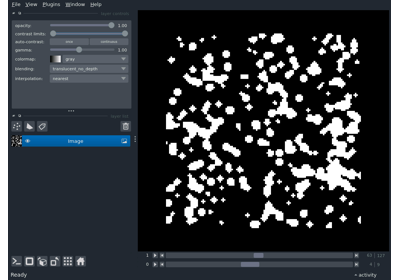 File View Plugins Window Help
opacity: 1.00
contrast limits:
auto-contrast: once continuous
gamma: 1.00
colormap: gray
blending: translucent_no_depth
interpolation: nearest
Image
1
0
Ready
activity